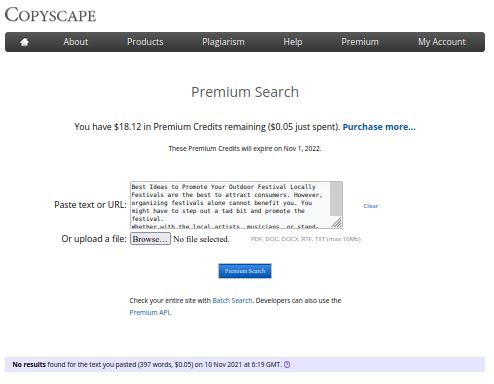 COPYSCAPE
About Products Plagiarism Help Premium My Account
Premium Search
You have $18.12 in Premium Credits remaining ($0.05 just spent). Purchase more...
These Premium Credits will expire on Nov 1, 2022.
Best Ideas to Promote Your Outdoor Festival Locally
Festivals are the best to attract consumers. However,
organizing festivals alone cannot benefit you. You
might have to step out a tad bit and promote the
festival.
Whether with the local artists, musicians, or stand-
Paste text or URL:
Clear
Or upload a file: Browse... No file selected. PDF, DOC, DOCX, RTF, TXT (max 16Mb)
Premium Search
Check your entire site with Batch Search. Developers can also use the
Premium API.
No results found for the text you pasted (397 words, $0.05) on 10 Nov 2021 at 6:19 GMT. ?